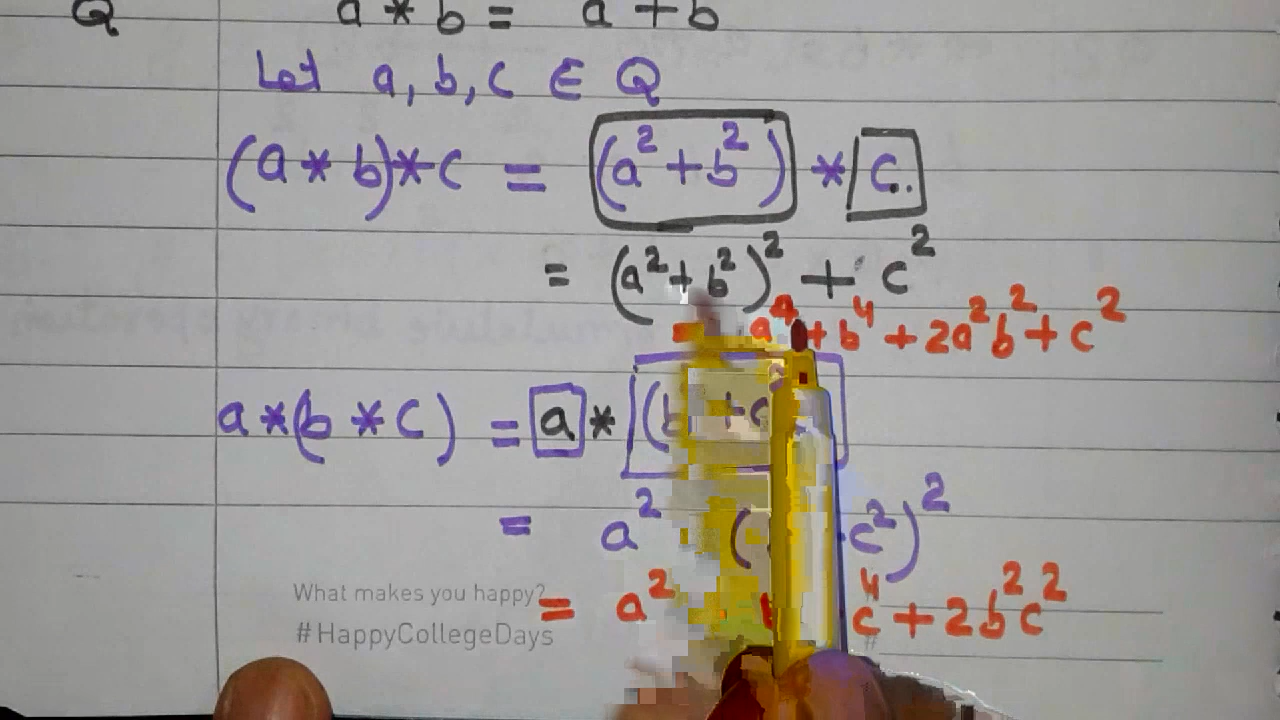 Q a * b = a + b
Let a, b, c ∈ Q
(a * b) * c = (a² + b²) * c.
= (a² + b²)² + c²
= a⁴ + b⁴ + 2a²b² + c²
a * (b * c) = a * (b + c
= a² ( c²)²
= a² c⁴ + 2b²c²
What makes you happy?
#HappyCollegeDays
#